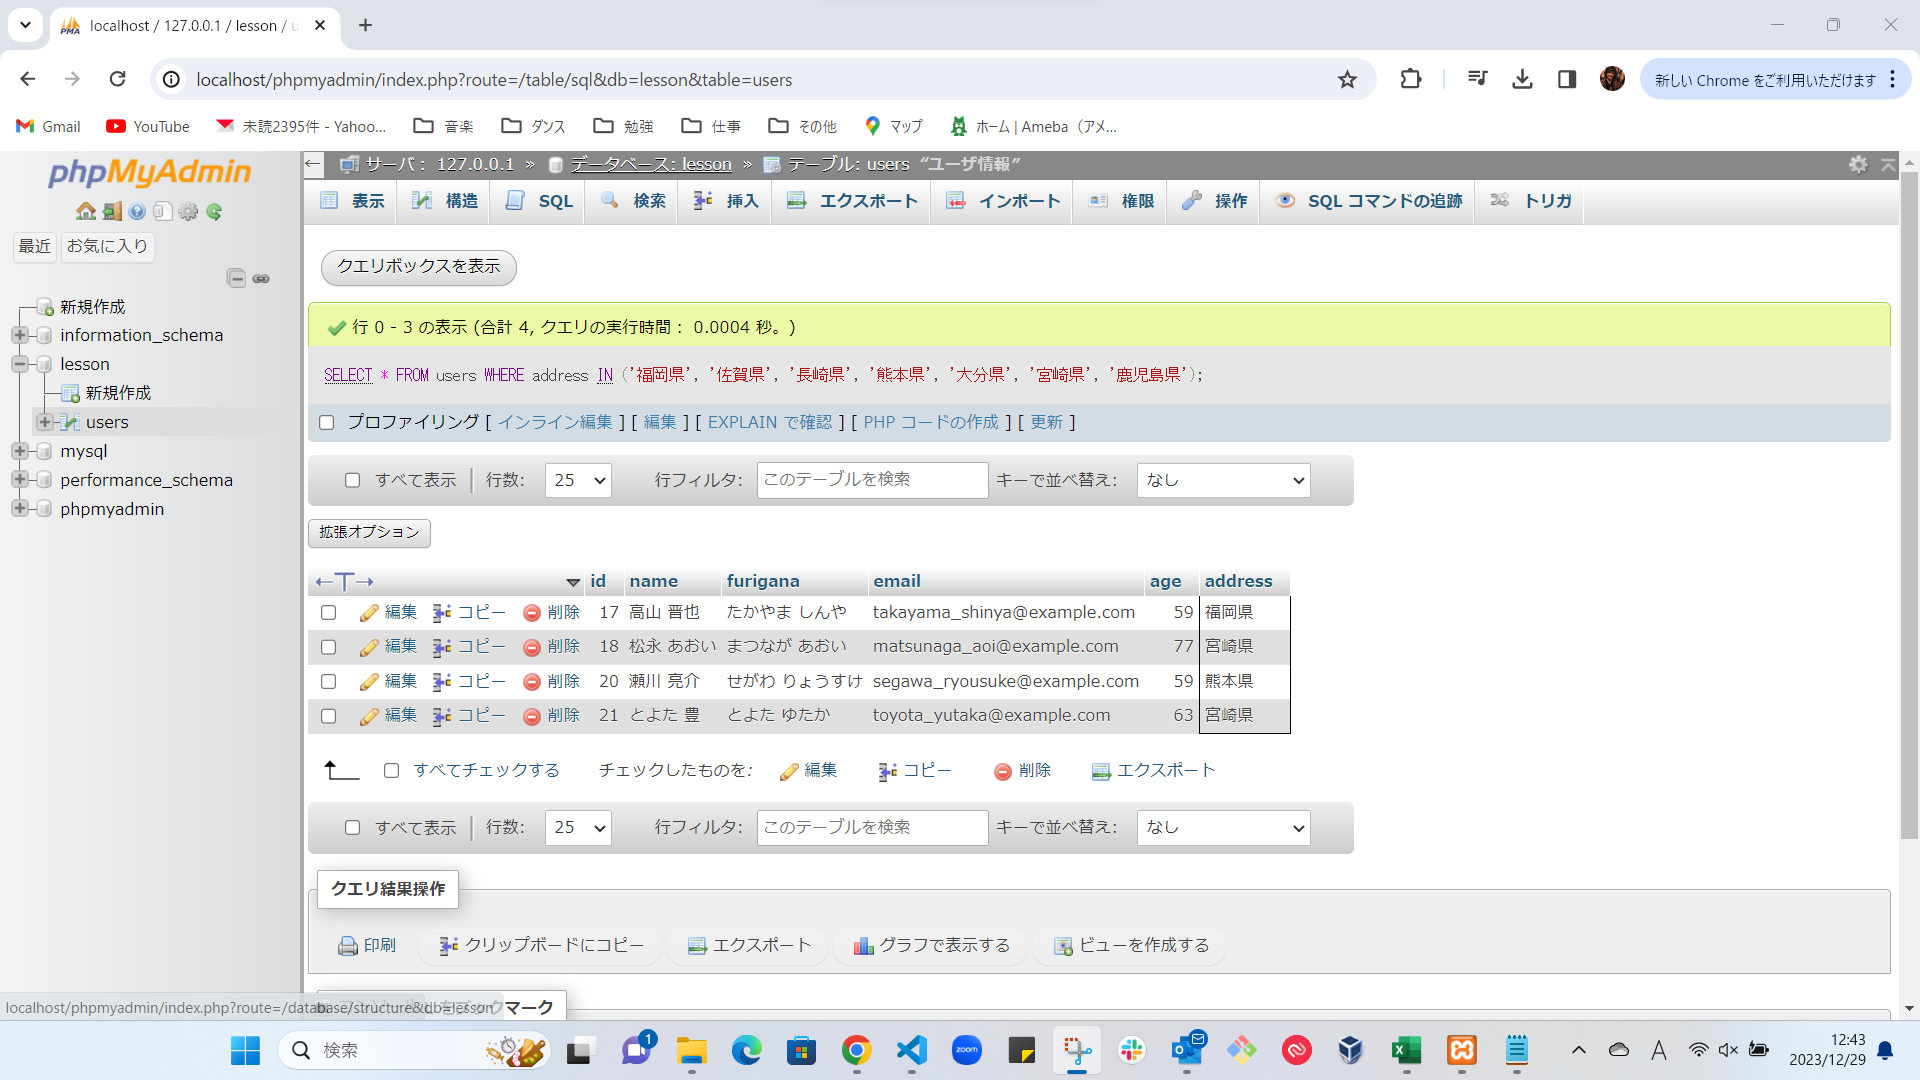 localhost / 127.0.0.1 / lesson / u
localhost/phpmyadmin/index.php?route=/table/sql&db=lesson&table=users
新しい Chrome をご利用いただけます
Gmail YouTube 未読2395件 - Yahoo... 音楽 ダンス 勉強 仕事 その他 マップ ホーム | Ameba（アメ...
phpMyAdmin
最近 お気に入り
新規作成
information_schema
lesson
新規作成
users
mysql
performance_schema
phpmyadmin
サーバ： 127.0.0.1 » データベース: lesson » テーブル: users “ユーザ情報”
表示 構造 SQL 検索 挿入 エクスポート インポート 権限 操作 SQL コマンドの追跡 トリガ
クエリボックスを表示
行 0 - 3 の表示 (合計 4, クエリの実行時間： 0.0004 秒。)
SELECT * FROM users WHERE address IN ('福岡県', '佐賀県', '長崎県', '熊本県', '大分県', '宮崎県', '鹿児島県');
プロファイリング [ インライン編集 ] [ 編集 ] [ EXPLAIN で確認 ] [ PHP コードの作成 ] [ 更新 ]
すべて表示 行数: 25 行フィルタ: このテーブルを検索 キーで並べ替え: なし
拡張オプション
←T→ id name furigana email age address
編集 コピー 削除 17 高山 晋也 たかやま しんや takayama_shinya@example.com 59 福岡県
編集 コピー 削除 18 松永 あおい まつなが あおい matsunaga_aoi@example.com 77 宮崎県
編集 コピー 削除 20 瀬川 亮介 せがわ りょうすけ segawa_ryousuke@example.com 59 熊本県
編集 コピー 削除 21 とよた 豊 とよた ゆたか toyota_yutaka@example.com 63 宮崎県
すべてチェックする チェックしたものを: 編集 コピー 削除 エクスポート
すべて表示 行数: 25 行フィルタ: このテーブルを検索 キーで並べ替え: なし
クエリ結果操作
印刷 クリップボードにコピー エクスポート グラフで表示する ビューを作成する
localhost/phpmyadmin/index.php?route=/database/structure&db=lesson
マーク
検索
1
zoom
A
12:43
2023/12/29